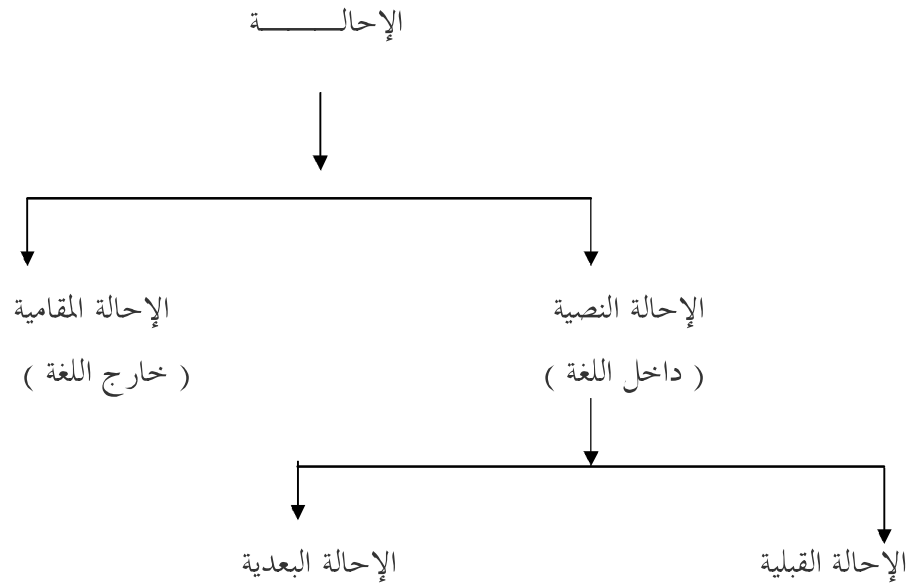 الإحالـــــــة
الإحالة النصية
( داخل اللغة )
الإحالة المقامية
( خارج اللغة )
الإحالة القبلية
الإحالة البعدية